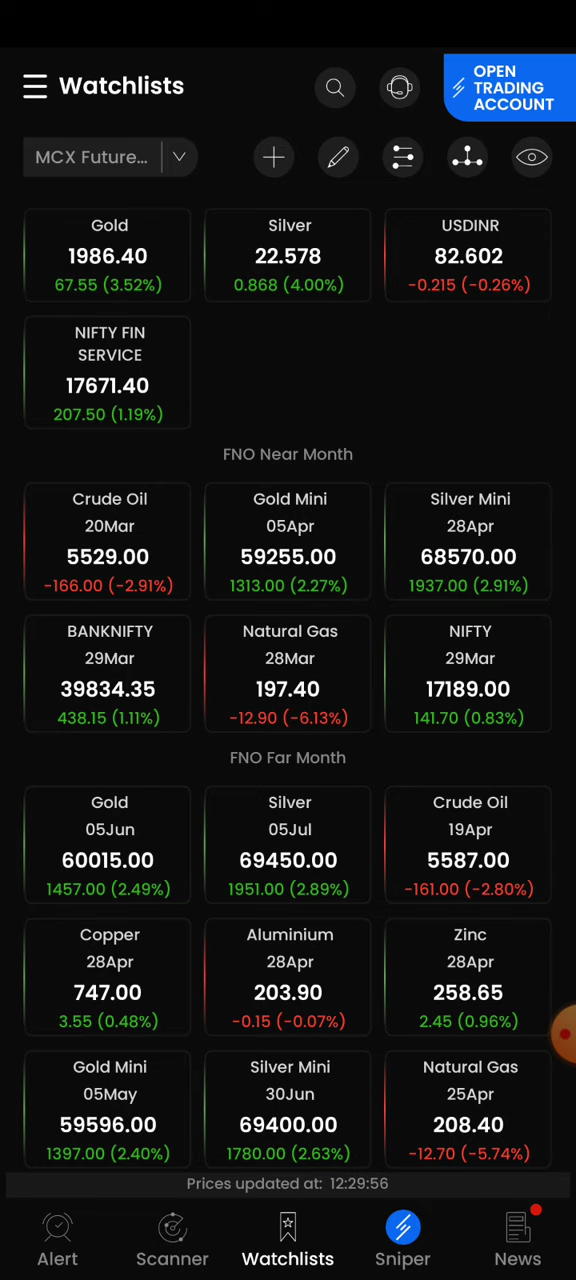 Watchlists
OPEN
TRADING
ACCOUNT
MCX Future...
Gold
1986.40
67.55 (3.52%)
Silver
22.578
0.868 (4.00%)
USDINR
82.602
-0.215 (-0.26%)
NIFTY FIN
SERVICE
17671.40
207.50 (1.19%)
FNO Near Month
Crude Oil
20Mar
5529.00
-166.00 (-2.91%)
Gold Mini
05Apr
59255.00
1313.00 (2.27%)
Silver Mini
28Apr
68570.00
1937.00 (2.91%)
BANKNIFTY
29Mar
39834.35
438.15 (1.11%)
Natural Gas
28Mar
197.40
-12.90 (-6.13%)
NIFTY
29Mar
17189.00
141.70 (0.83%)
FNO Far Month
Gold
05Jun
60015.00
1457.00 (2.49%)
Silver
05Jul
69450.00
1951.00 (2.89%)
Crude Oil
19Apr
5587.00
-161.00 (-2.80%)
Copper
28Apr
747.00
3.55 (0.48%)
Aluminium
28Apr
203.90
-0.15 (-0.07%)
Zinc
28Apr
258.65
2.45 (0.96%)
Gold Mini
05May
59596.00
1397.00 (2.40%)
Silver Mini
30Jun
69400.00
1780.00 (2.63%)
Natural Gas
25Apr
208.40
-12.70 (-5.74%)
Prices updated at: 12:29:56
Alert
Scanner
Watchlists
Sniper
News